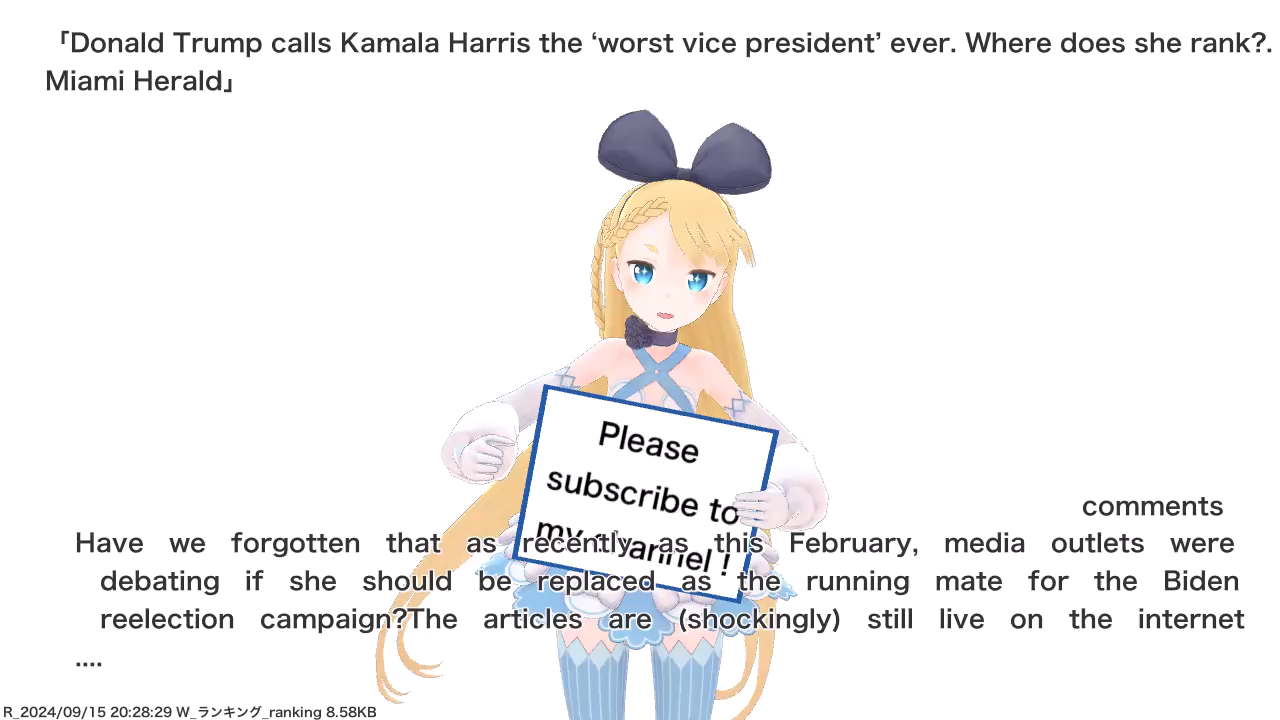 「Donald Trump calls Kamala Harris the ‘worst vice president’ ever. Where does she rank?.
Miami Herald」
Please
subscribe to
my channel !
comments
Have we forgotten that as recently as this February, media outlets were
debating if she should be replaced as the running mate for the Biden
reelection campaign?The articles are (shockingly) still live on the internet
....
R_2024/09/15 20:28:29 W_ランキング_ranking 8.58KB